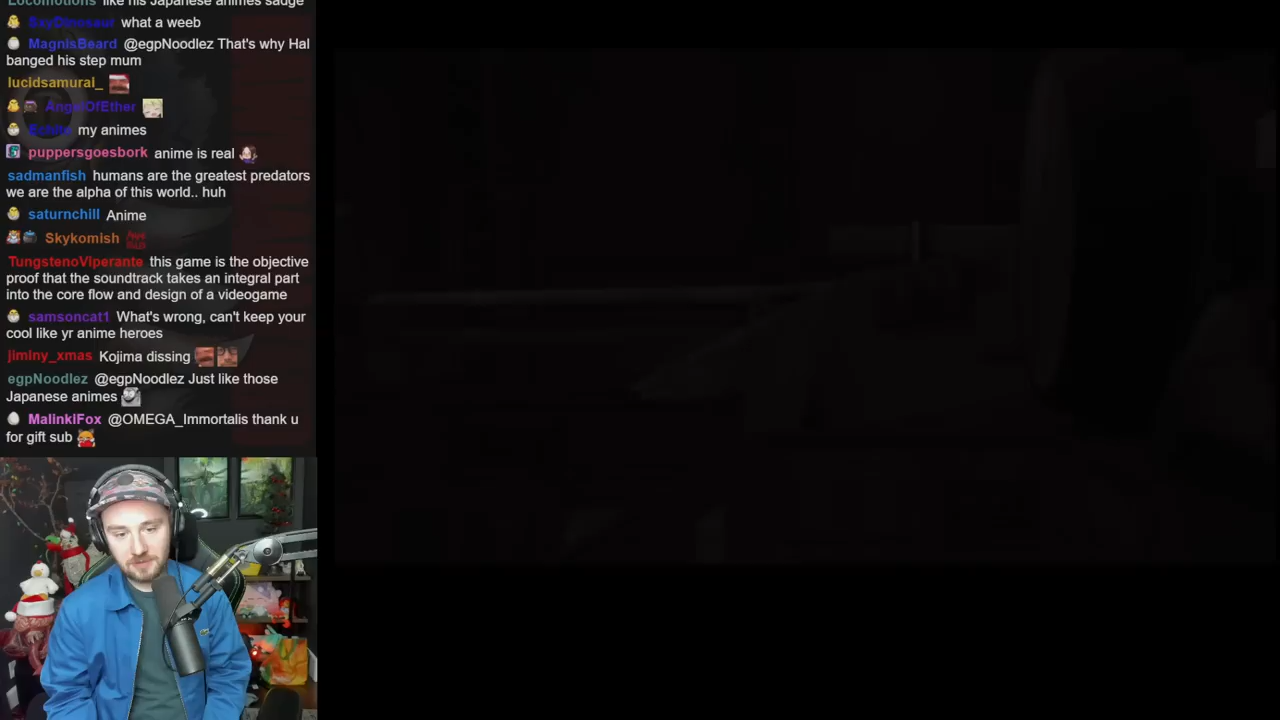 Locomotions like his Japanese animes sadge
SxyDinosaur what a weeb
MagnisBeard @egpNoodlez That's why Hal
banged his step mum
lucidsamurai_
AngelOfEther
my animes
puppersgoesbork anime is real
sadmanfish humans are the greatest predators
we are the alpha of this world.. huh
saturnchill Anime
Skykomish
TungstenoViperante this game is the objective
proof that the soundtrack takes an integral part
into the core flow and design of a videogame
samsoncat1 What's wrong, can't keep your
cool like yr anime heroes
jiminy_xmas Kojima dissing
egpNoodlez @egpNoodlez Just like those
Japanese animes
MalinkiFox @OMEGA_Immortalis thank u
for gift sub